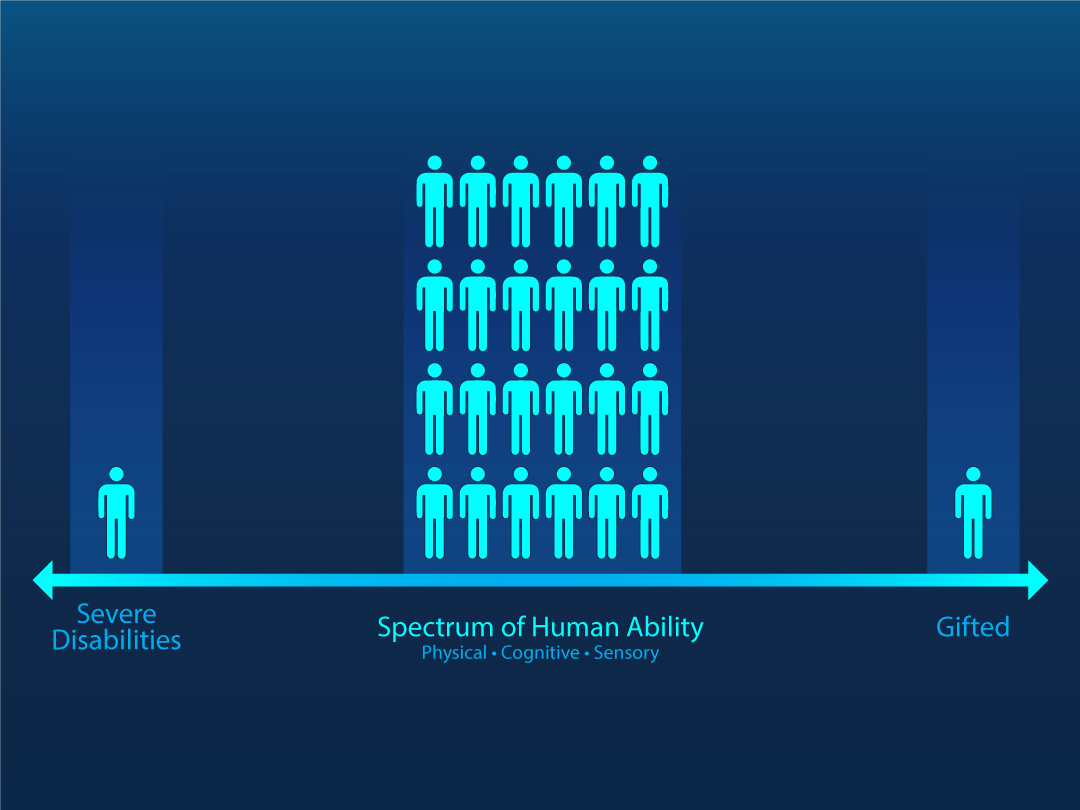 Severe
Disabilities
Spectrum of Human Ability
Physical • Cognitive • Sensory
Gifted